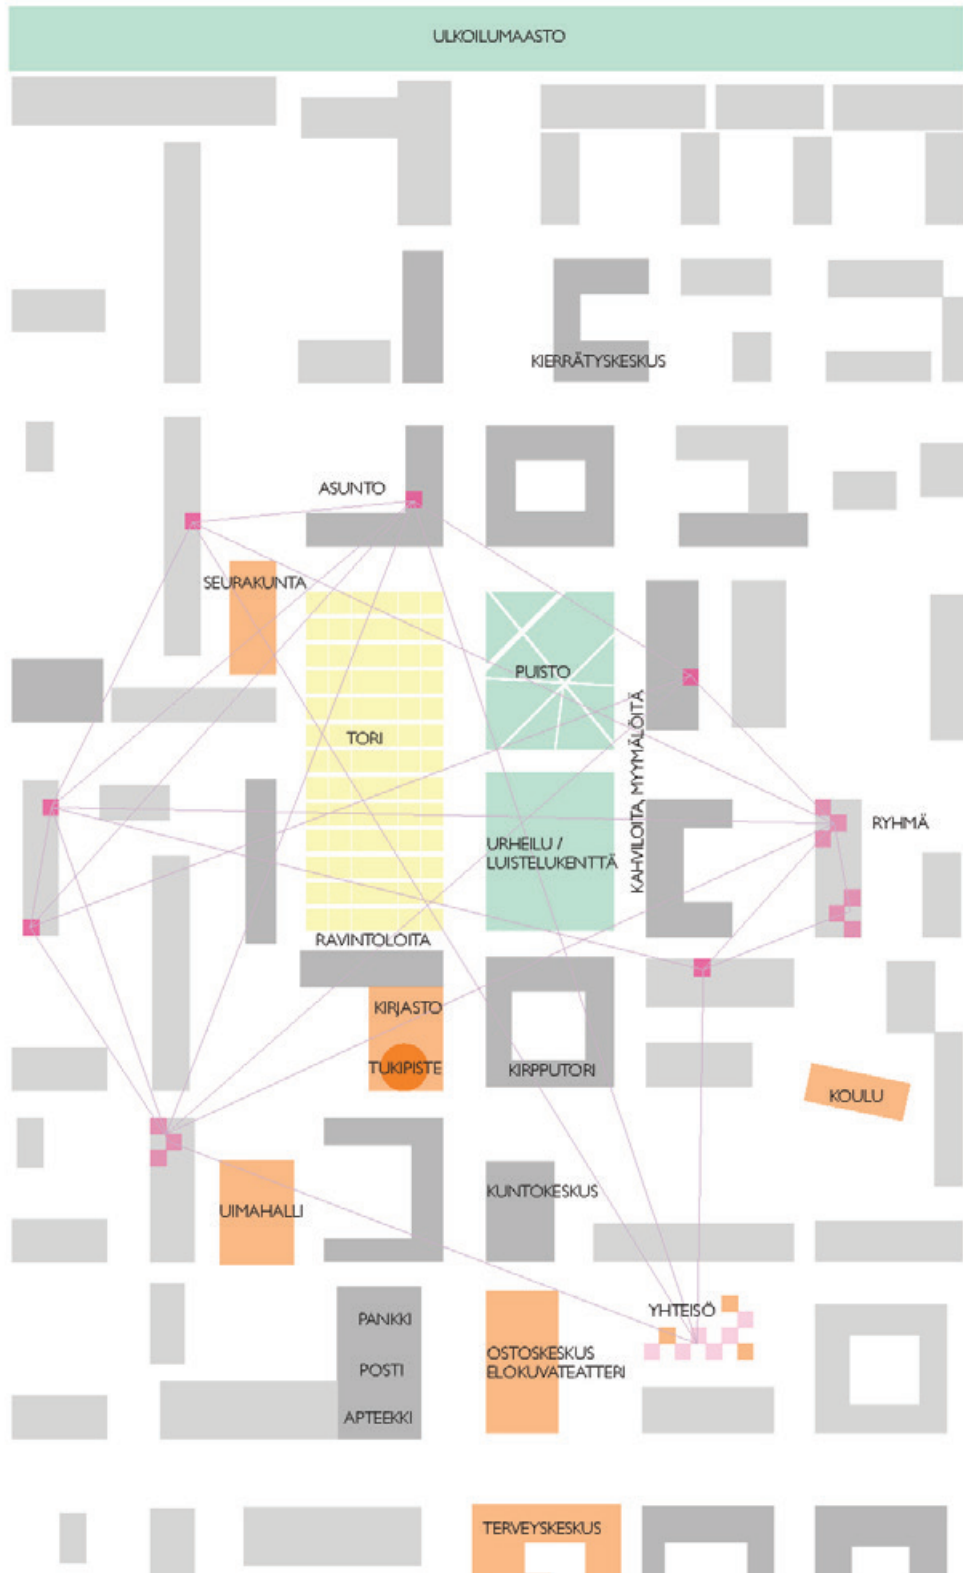 ULKOILUMAASTO
KIERRÄTYSKESKUS
ASUNTO
SEURAKUNTA
PUISTO
TORI
KAHVILOITA, MYYMÄLÖITÄ
RYHMÄ
URHEILU /
LUISTELUKENTTÄ
RAVINTOLOITA
KIRJASTO
TUKIPISTE
KIRPPUTORI
KOULU
KUNTOKESKUS
UIMAHALLI
YHTEISÖ
PANKKI
OSTOSKESKUS
ELOKUVATEATTERI
POSTI
APTEEKKI
TERVEYSKESKUS